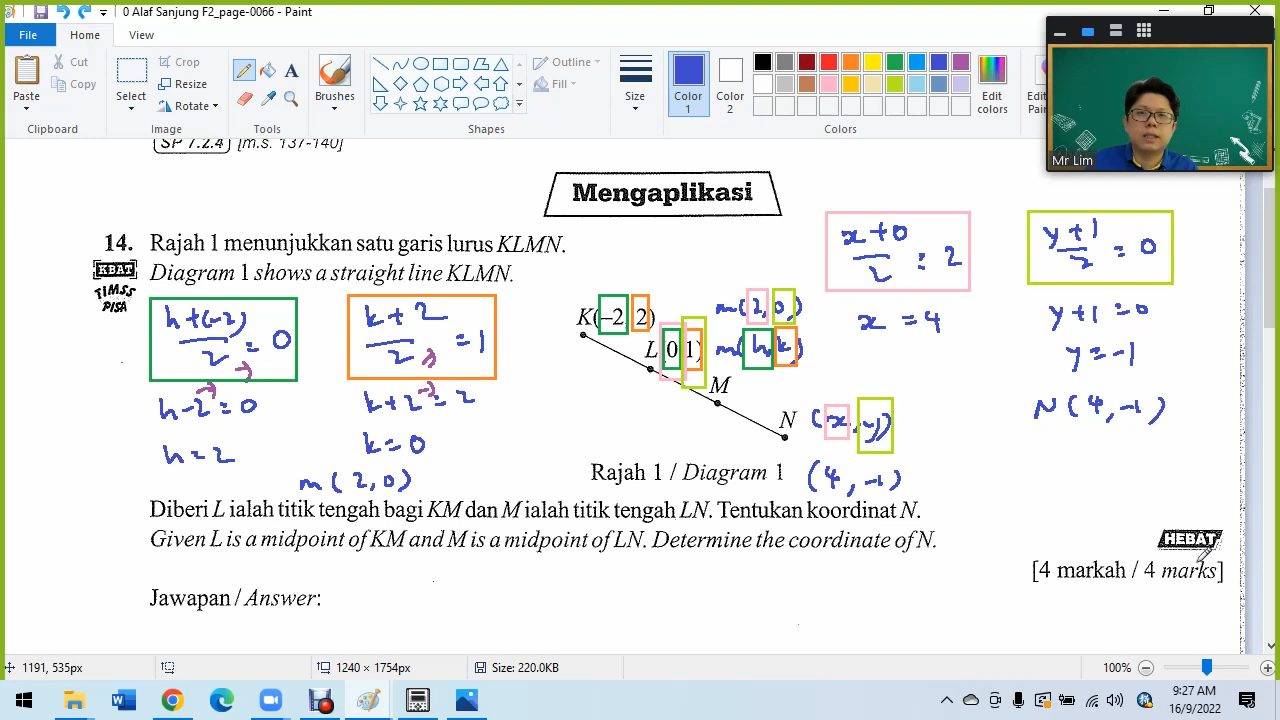 0 Alaf Sanjung F2_page-0066 - Paint
File Home View
Paste Cut Copy
Clipboard
Select Crop Resize Rotate
Image
A
Tools
Brushes
Outline Fill
Shapes
Size
Color 1 Color 2
Edit colors
Colors
Mr Lim
SP 7.2.4 [m.s. 137-140]
Mengaplikasi
14. Rajah 1 menunjukkan satu garis lurus KLMN.
KBAT Diagram 1 shows a straight line KLMN.
TIMSS
PISA
h+(-2)/2 = 0
h-2=0
h=2
k+2/2 = 1
k+2=2
k=0
m(2,0)
K(–2, 2)
L(0, 1)
M
N
m(2,0)
m(h,k)
(x,y)
(4,-1)
x+0/2 = 2
x=4
y+1/2 = 0
y+1=0
y=-1
N(4,-1)
Rajah 1 / Diagram 1
Diberi L ialah titik tengah bagi KM dan M ialah titik tengah LN. Tentukan koordinat N.
Given L is a midpoint of KM and M is a midpoint of LN. Determine the coordinate of N.
HEBAT
[4 markah / 4 marks]
Jawapan / Answer:
1191, 535px 1240 × 1754px Size: 220.0KB 100%
9:27 AM
16/9/2022